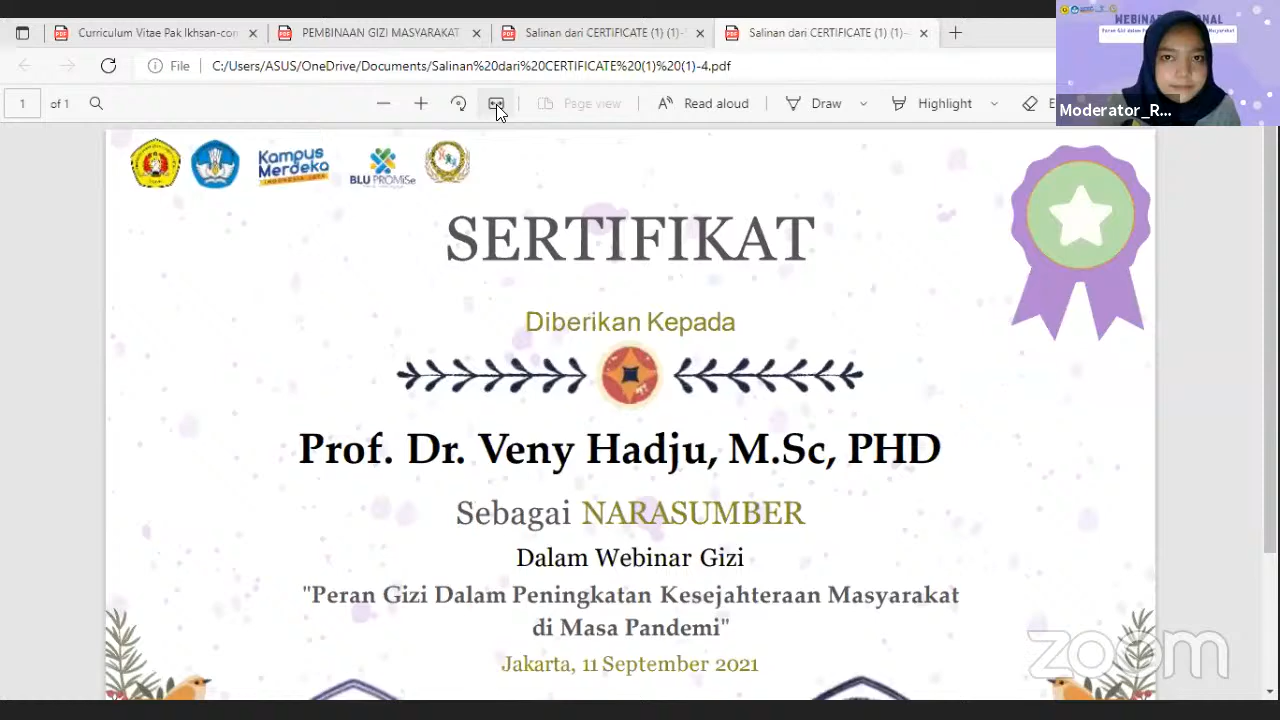 Curriculum Vitae Pak Ikhsan-con
PEMBINAAN GIZI MASYARAKAT
Salinan dari CERTIFICATE (1) (1)-
Salinan dari CERTIFICATE (1) (1)-
File
C:/Users/ASUS/OneDrive/Documents/Salinan%20dari%20CERTIFICATE%20(1)%20(1)-4.pdf
1 of 1
Page view
Read aloud
Draw
Highlight
E
Moderator_R...
Kampus
Merdeka
INDONESIA JAYA
BLU PROMiSe
SERTIFIKAT
Diberikan Kepada
Prof. Dr. Veny Hadju, M.Sc, PHD
Sebagai NARASUMBER
Dalam Webinar Gizi
"Peran Gizi Dalam Peningkatan Kesejahteraan Masyarakat
di Masa Pandemi"
Jakarta, 11 September 2021
zoom